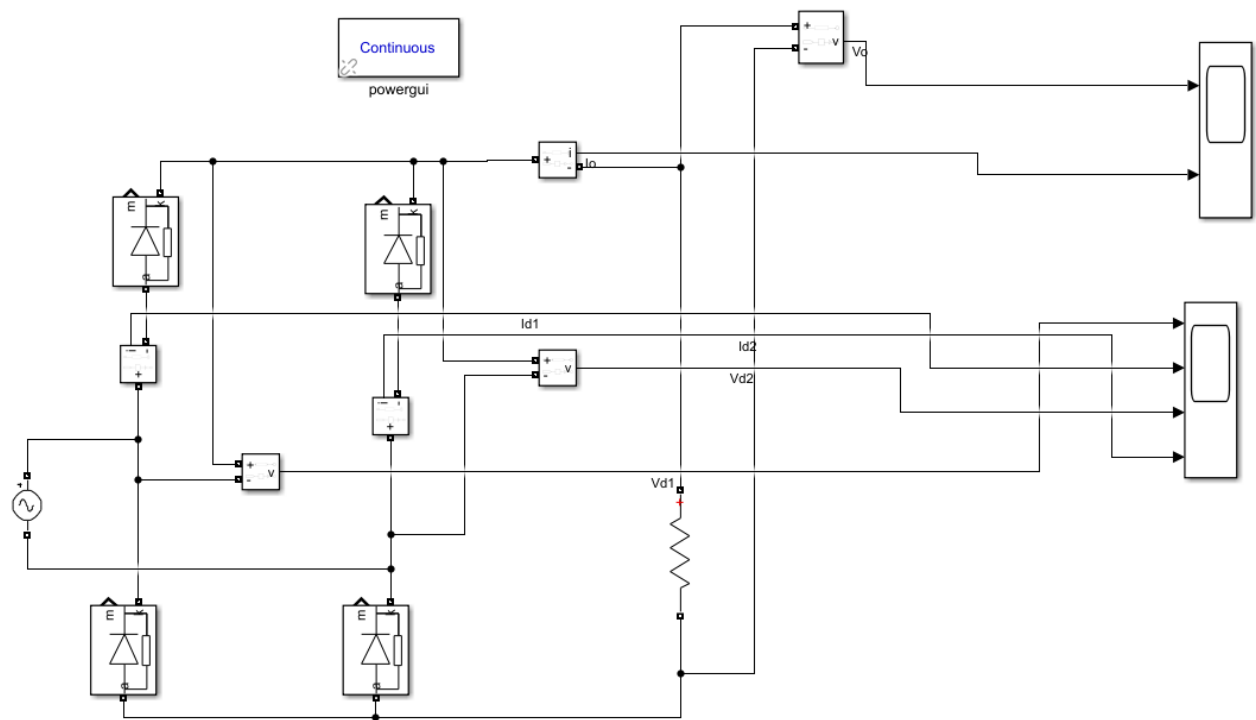 Continuous
powergui
+
-
v
Vo
+
i
-
Io
m
k
a
m
k
a
Id1
Id2
-
i
+
+
-
v
Vd2
-
i
+
+
-
v
Vd1
+
+
m
k
a
m
k
a